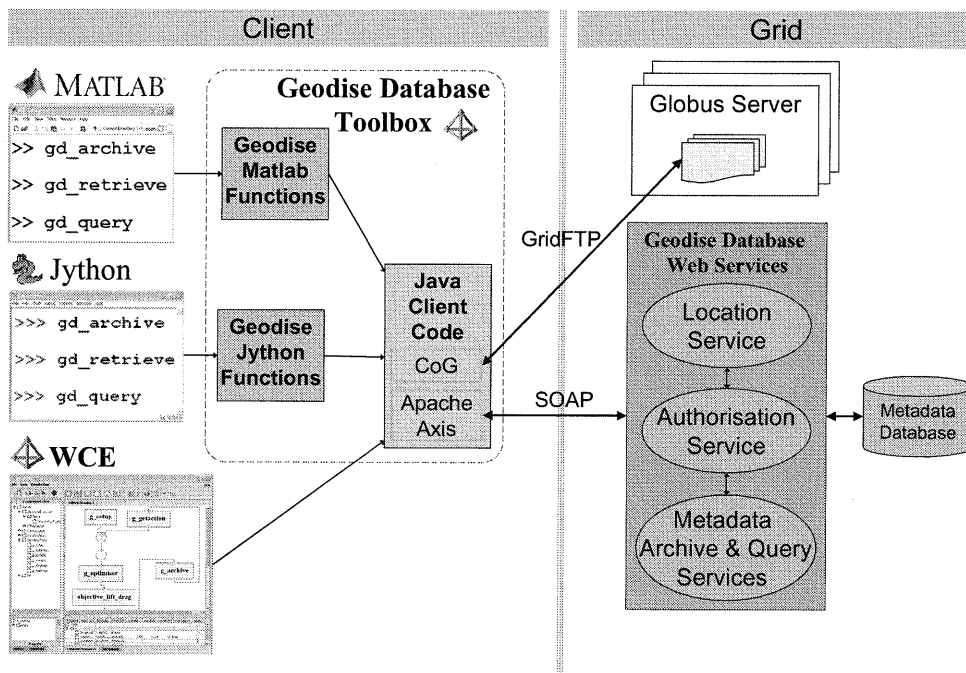 Client
Grid
MATLAB
>> gd_archive
>> gd_retrieve
>> gd_query
Jython
>>> gd_archive
>>> gd_retrieve
>>> gd_query
WCE
g_setup
g_optimiser
g_archive
objective_lift_drag
Geodise Database
Toolbox
Geodise
Matlab
Functions
Geodise
Jython
Functions
Java
Client
Code
CoG
Apache
Axis
GridFTP
SOAP
Globus Server
Geodise Database
Web Services
Location
Service
Authorisation
Service
Metadada
Archive & Query
Services
Metadata
Database